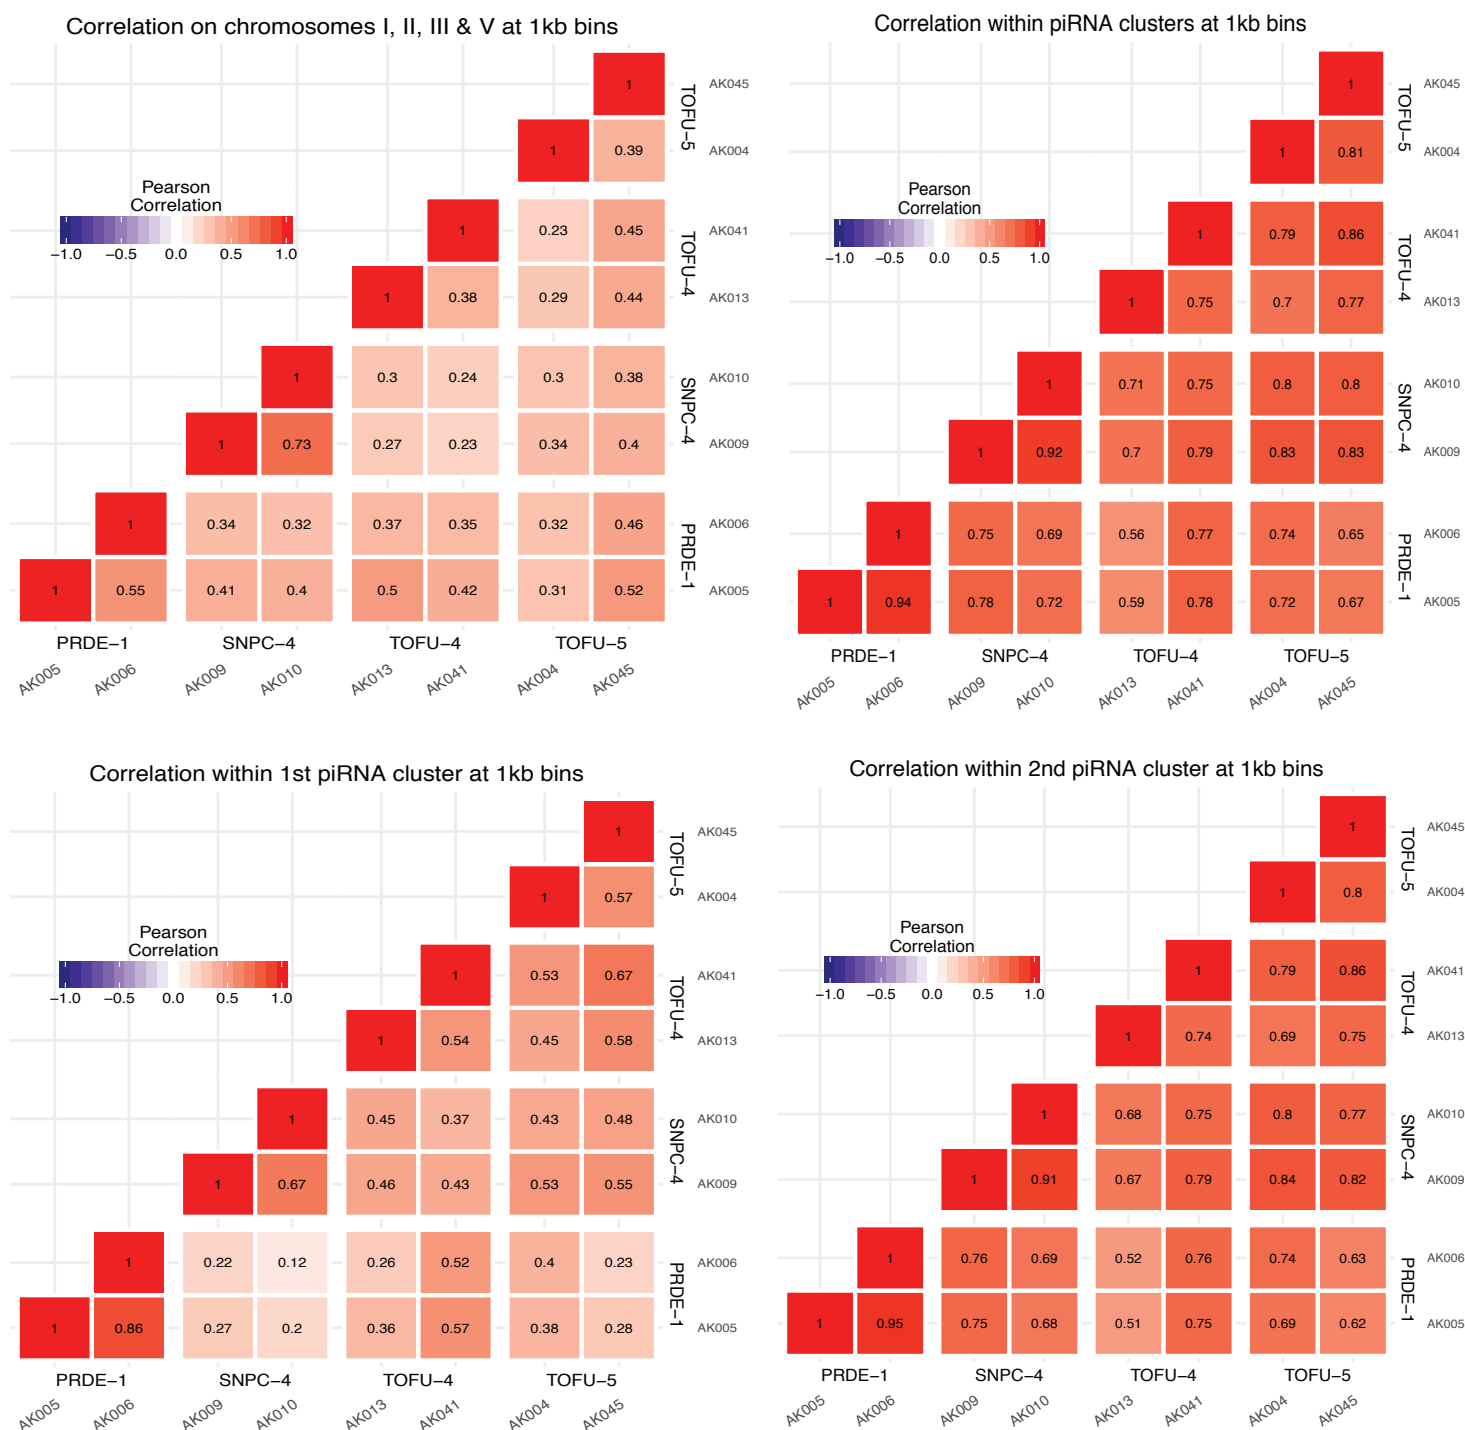 Correlation on chromosomes I, II, III & V at 1kb bins
1 AK045
1 0.39 AK004
TOFU−5
1 0.23 0.45 AK041
1 0.38 0.29 0.44 AK013
TOFU−4
1 0.3 0.24 0.3 0.38 AK010
1 0.73 0.27 0.23 0.34 0.4 AK009
SNPC−4
1 0.34 0.32 0.37 0.35 0.32 0.46 AK006
1 0.55 0.41 0.4 0.5 0.42 0.31 0.52 AK005
PRDE−1
Pearson
Correlation
−1.0 −0.5 0.0 0.5 1.0
PRDE−1 SNPC−4 TOFU−4 TOFU−5
AK005 AK006 AK009 AK010 AK013 AK041 AK004 AK045
Correlation within piRNA clusters at 1kb bins
1 AK045
1 0.81 AK004
TOFU−5
1 0.79 0.86 AK041
1 0.75 0.7 0.77 AK013
TOFU−4
1 0.71 0.75 0.8 0.8 AK010
1 0.92 0.7 0.79 0.83 0.83 AK009
SNPC−4
1 0.75 0.69 0.56 0.77 0.74 0.65 AK006
1 0.94 0.78 0.72 0.59 0.78 0.72 0.67 AK005
PRDE−1
Pearson
Correlation
−1.0 −0.5 0.0 0.5 1.0
PRDE−1 SNPC−4 TOFU−4 TOFU−5
AK005 AK006 AK009 AK010 AK013 AK041 AK004 AK045
Correlation within 1st piRNA cluster at 1kb bins
1 AK045
1 0.57 AK004
TOFU−5
1 0.53 0.67 AK041
1 0.54 0.45 0.58 AK013
TOFU−4
1 0.45 0.37 0.43 0.48 AK010
1 0.67 0.46 0.43 0.53 0.55 AK009
SNPC−4
1 0.22 0.12 0.26 0.52 0.4 0.23 AK006
1 0.86 0.27 0.2 0.36 0.57 0.38 0.28 AK005
PRDE−1
Pearson
Correlation
−1.0 −0.5 0.0 0.5 1.0
PRDE−1 SNPC−4 TOFU−4 TOFU−5
AK005 AK006 AK009 AK010 AK013 AK041 AK004 AK045
Correlation within 2nd piRNA cluster at 1kb bins
1 AK045
1 0.8 AK004
TOFU−5
1 0.79 0.86 AK041
1 0.74 0.69 0.75 AK013
TOFU−4
1 0.68 0.75 0.8 0.77 AK010
1 0.91 0.67 0.79 0.84 0.82 AK009
SNPC−4
1 0.76 0.69 0.52 0.76 0.74 0.63 AK006
1 0.95 0.75 0.68 0.51 0.75 0.69 0.62 AK005
PRDE−1
Pearson
Correlation
−1.0 −0.5 0.0 0.5 1.0
PRDE−1 SNPC−4 TOFU−4 TOFU−5
AK005 AK006 AK009 AK010 AK013 AK041 AK004 AK045